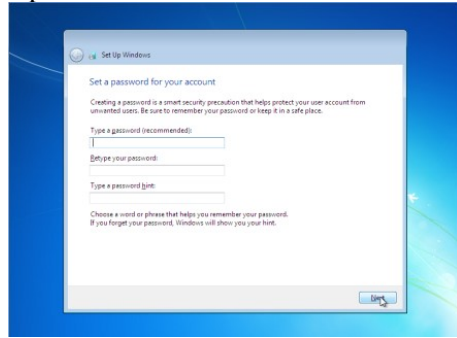 Set Up Windows
Set a password for your account
Creating a password is a smart security precaution that helps protect your user account from
unwanted users. Be sure to remember your password or keep it in a safe place.
Type a password (recommended):
Retype your password:
Type a password hint:
Choose a word or phrase that helps you remember your password.
If you forget your password, Windows will show you your hint.
Next